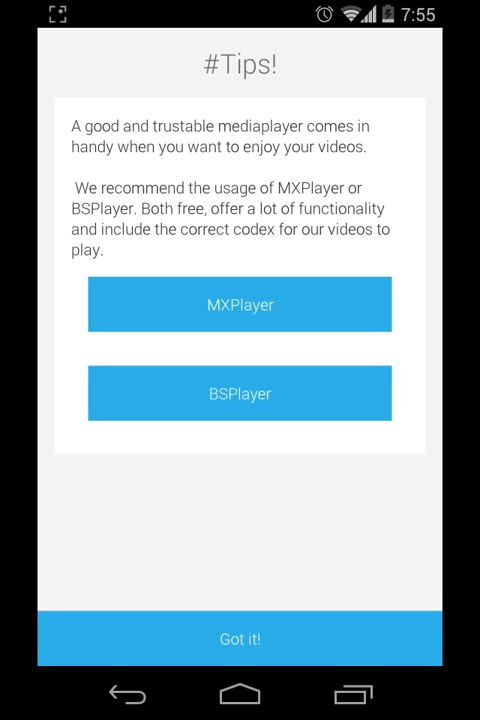 7:55
#Tips!
A good and trustable mediaplayer comes in
handy when you want to enjoy your videos.
We recommend the usage of MXPlayer or
BSPlayer. Both free, offer a lot of functionality
and include the correct codex for our videos to
play.
MXPlayer
BSPlayer
Got it!